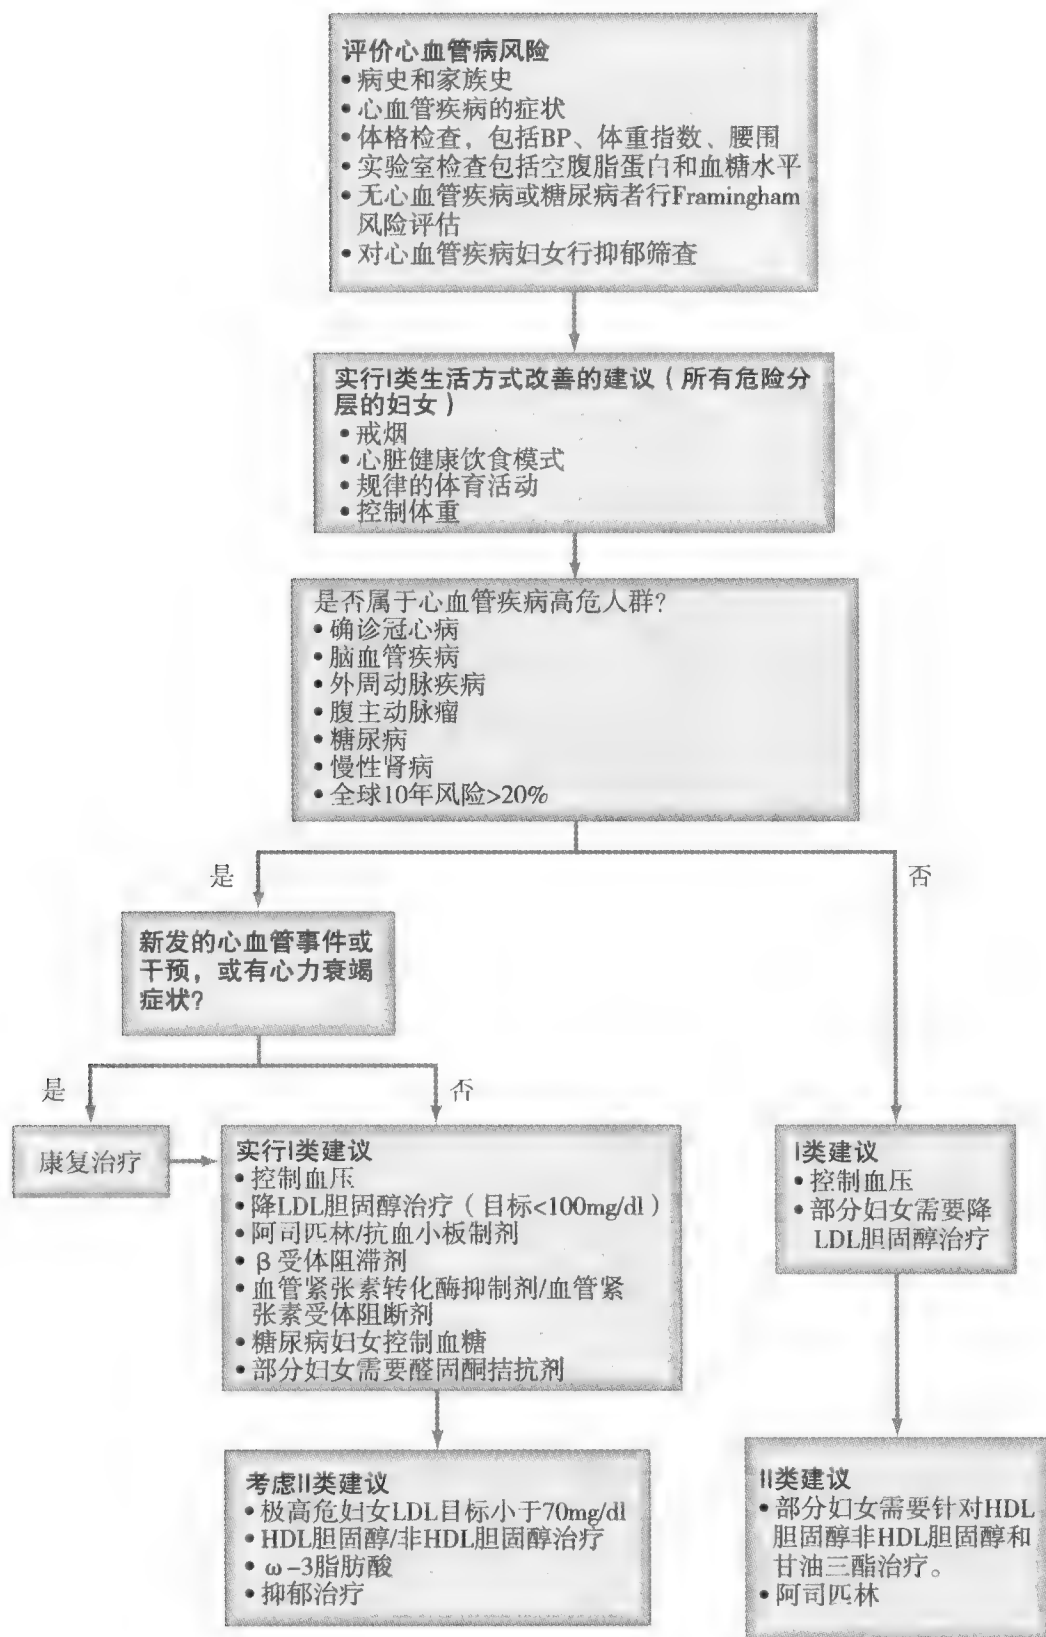 评价心血管病风险
• 病史和家族史
• 心血管疾病的症状
• 体格检查，包括BP、体重指数、腰围
• 实验室检查包括空腹脂蛋白和血糖水平
• 无心血管疾病或糖尿病者行Framingham
风险评估
• 对心血管疾病妇女行抑郁筛查
实行I类生活方式改善的建议（所有危险分
层的妇女）
• 戒烟
• 心脏健康饮食模式
• 规律的体育活动
• 控制体重
是否属于心血管疾病高危人群?
• 确诊冠心病
• 脑血管疾病
• 外周动脉疾病
• 腹主动脉瘤
• 糖尿病
• 慢性肾病
• 全球10年风险>20%
是
否
新发的心血管事件或
干预，或有心力衰竭
症状?
是
否
康复治疗
实行I类建议
• 控制血压
• 降LDL胆固醇治疗（目标<100mg/dl）
• 阿司匹林/抗血小板制剂
• β受体阻滞剂
• 血管紧张素转化酶抑制剂/血管紧
张素受体阻断剂
• 糖尿病妇女控制血糖
• 部分妇女需要醛固酮拮抗剂
I类建议
• 控制血压
• 部分妇女需要降
LDL胆固醇治疗
考虑II类建议
• 极高危妇女LDL目标小于70mg/dl
• HDL胆固醇/非HDL胆固醇治疗
• ω-3脂肪酸
• 抑郁治疗
II类建议
• 部分妇女需要针对HDL
胆固醇非HDL胆固醇和
甘油三酯治疗。
• 阿司匹林